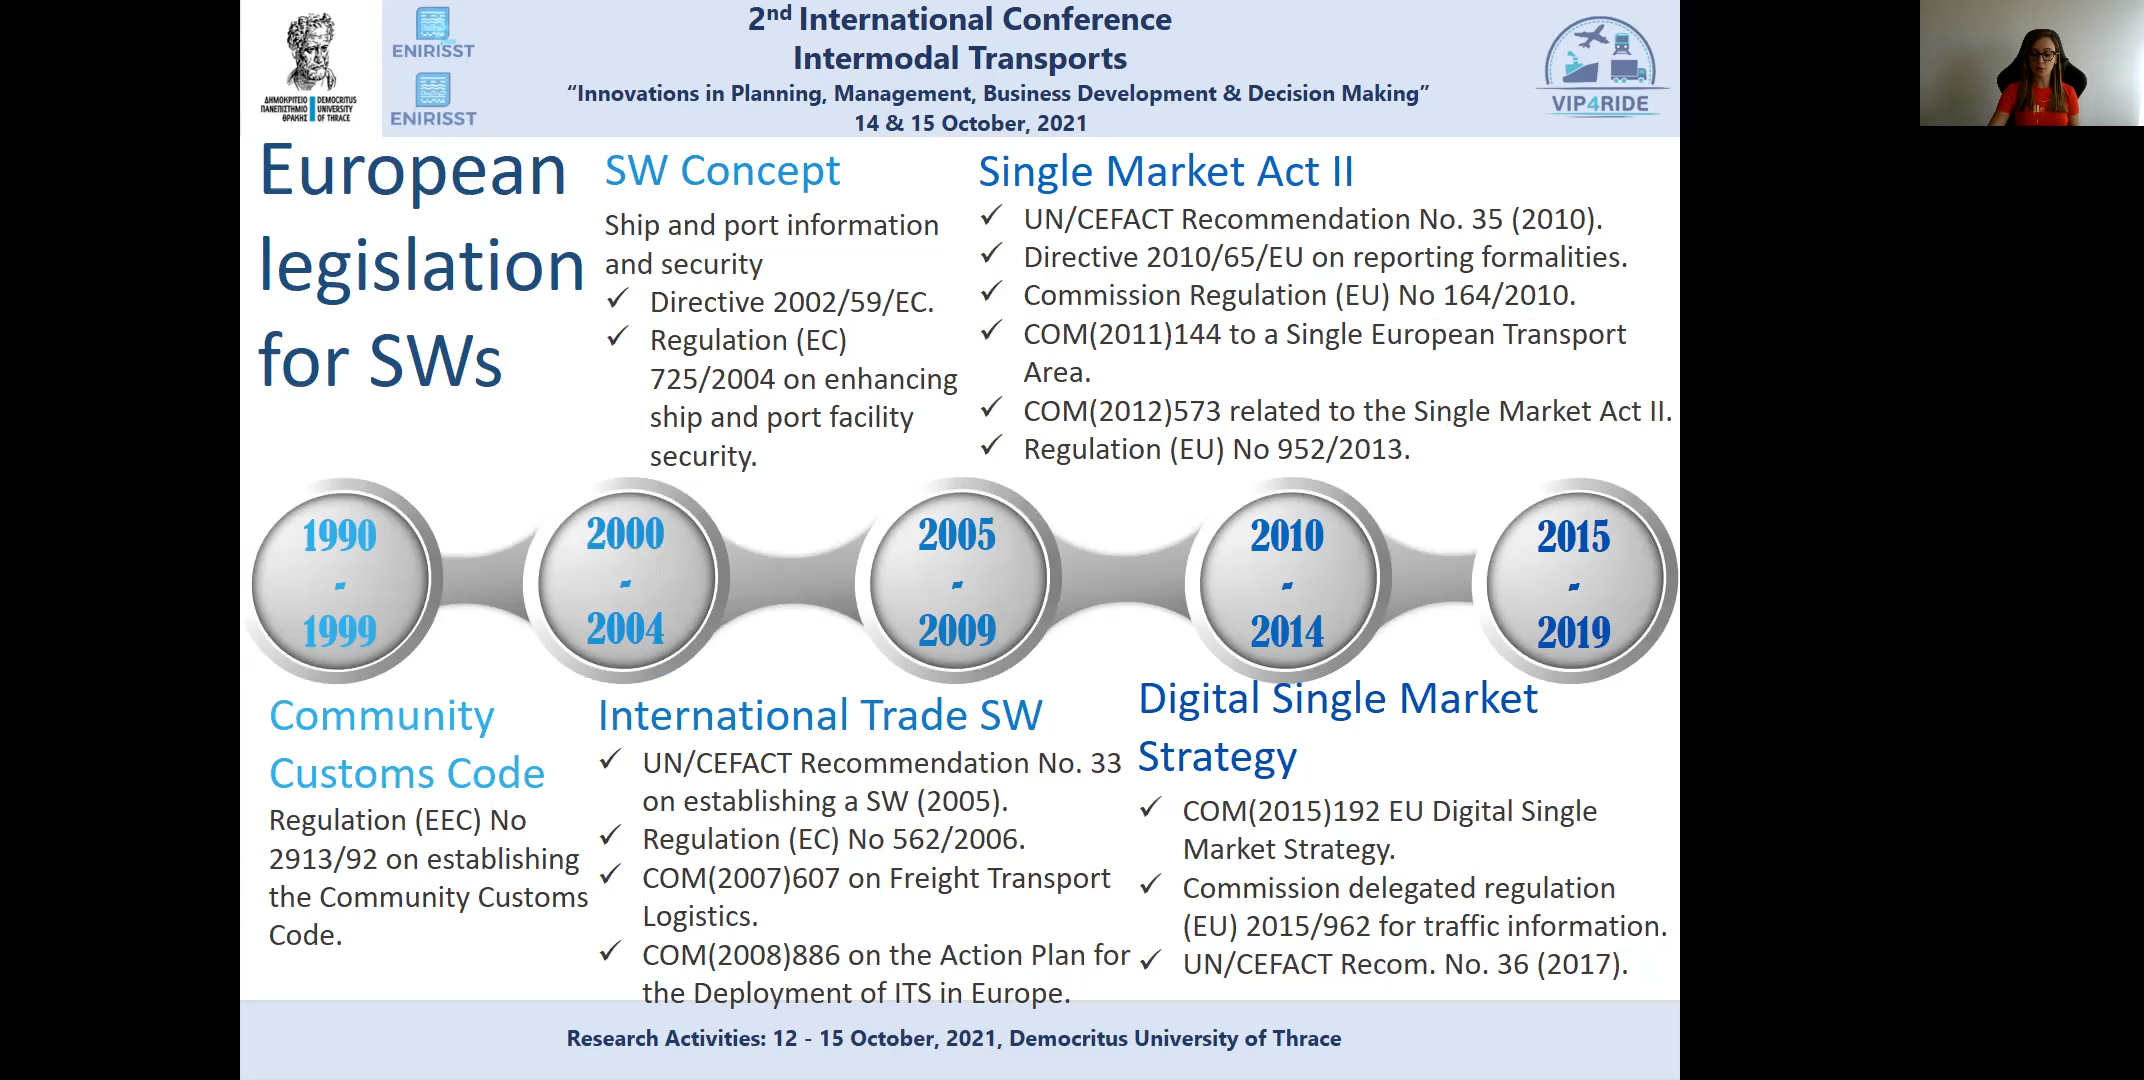 ΔΗΜΟΚΡΙΤΕΙΟ
ΠΑΝΕΠΙΣΤΗΜΙΟ
ΘΡΑΚΗΣ
DEMOCRITUS
UNIVERSITY
OF THRACE
ENIRISST
ENIRISST
2nd International Conference
Intermodal Transports
“Innovations in Planning, Management, Business Development & Decision Making”
14 & 15 October, 2021
VIP4RIDE
European
legislation
for SWs
SW Concept
Ship and port information
and security
✓ Directive 2002/59/EC.
✓ Regulation (EC)
725/2004 on enhancing
ship and port facility
security.
Single Market Act II
✓ UN/CEFACT Recommendation No. 35 (2010).
✓ Directive 2010/65/EU on reporting formalities.
✓ Commission Regulation (EU) No 164/2010.
✓ COM(2011)144 to a Single European Transport
Area.
✓ COM(2012)573 related to the Single Market Act II.
✓ Regulation (EU) No 952/2013.
1990
-
1999
2000
-
2004
2005
-
2009
2010
-
2014
2015
-
2019
Community
Customs Code
Regulation (EEC) No
2913/92 on establishing
the Community Customs
Code.
International Trade SW
✓ UN/CEFACT Recommendation No. 33
on establishing a SW (2005).
✓ Regulation (EC) No 562/2006.
✓ COM(2007)607 on Freight Transport
Logistics.
✓ COM(2008)886 on the Action Plan for
the Deployment of ITS in Europe.
Digital Single Market
Strategy
✓ COM(2015)192 EU Digital Single
Market Strategy.
✓ Commission delegated regulation
(EU) 2015/962 for traffic information.
✓ UN/CEFACT Recom. No. 36 (2017).
Research Activities: 12 - 15 October, 2021, Democritus University of Thrace